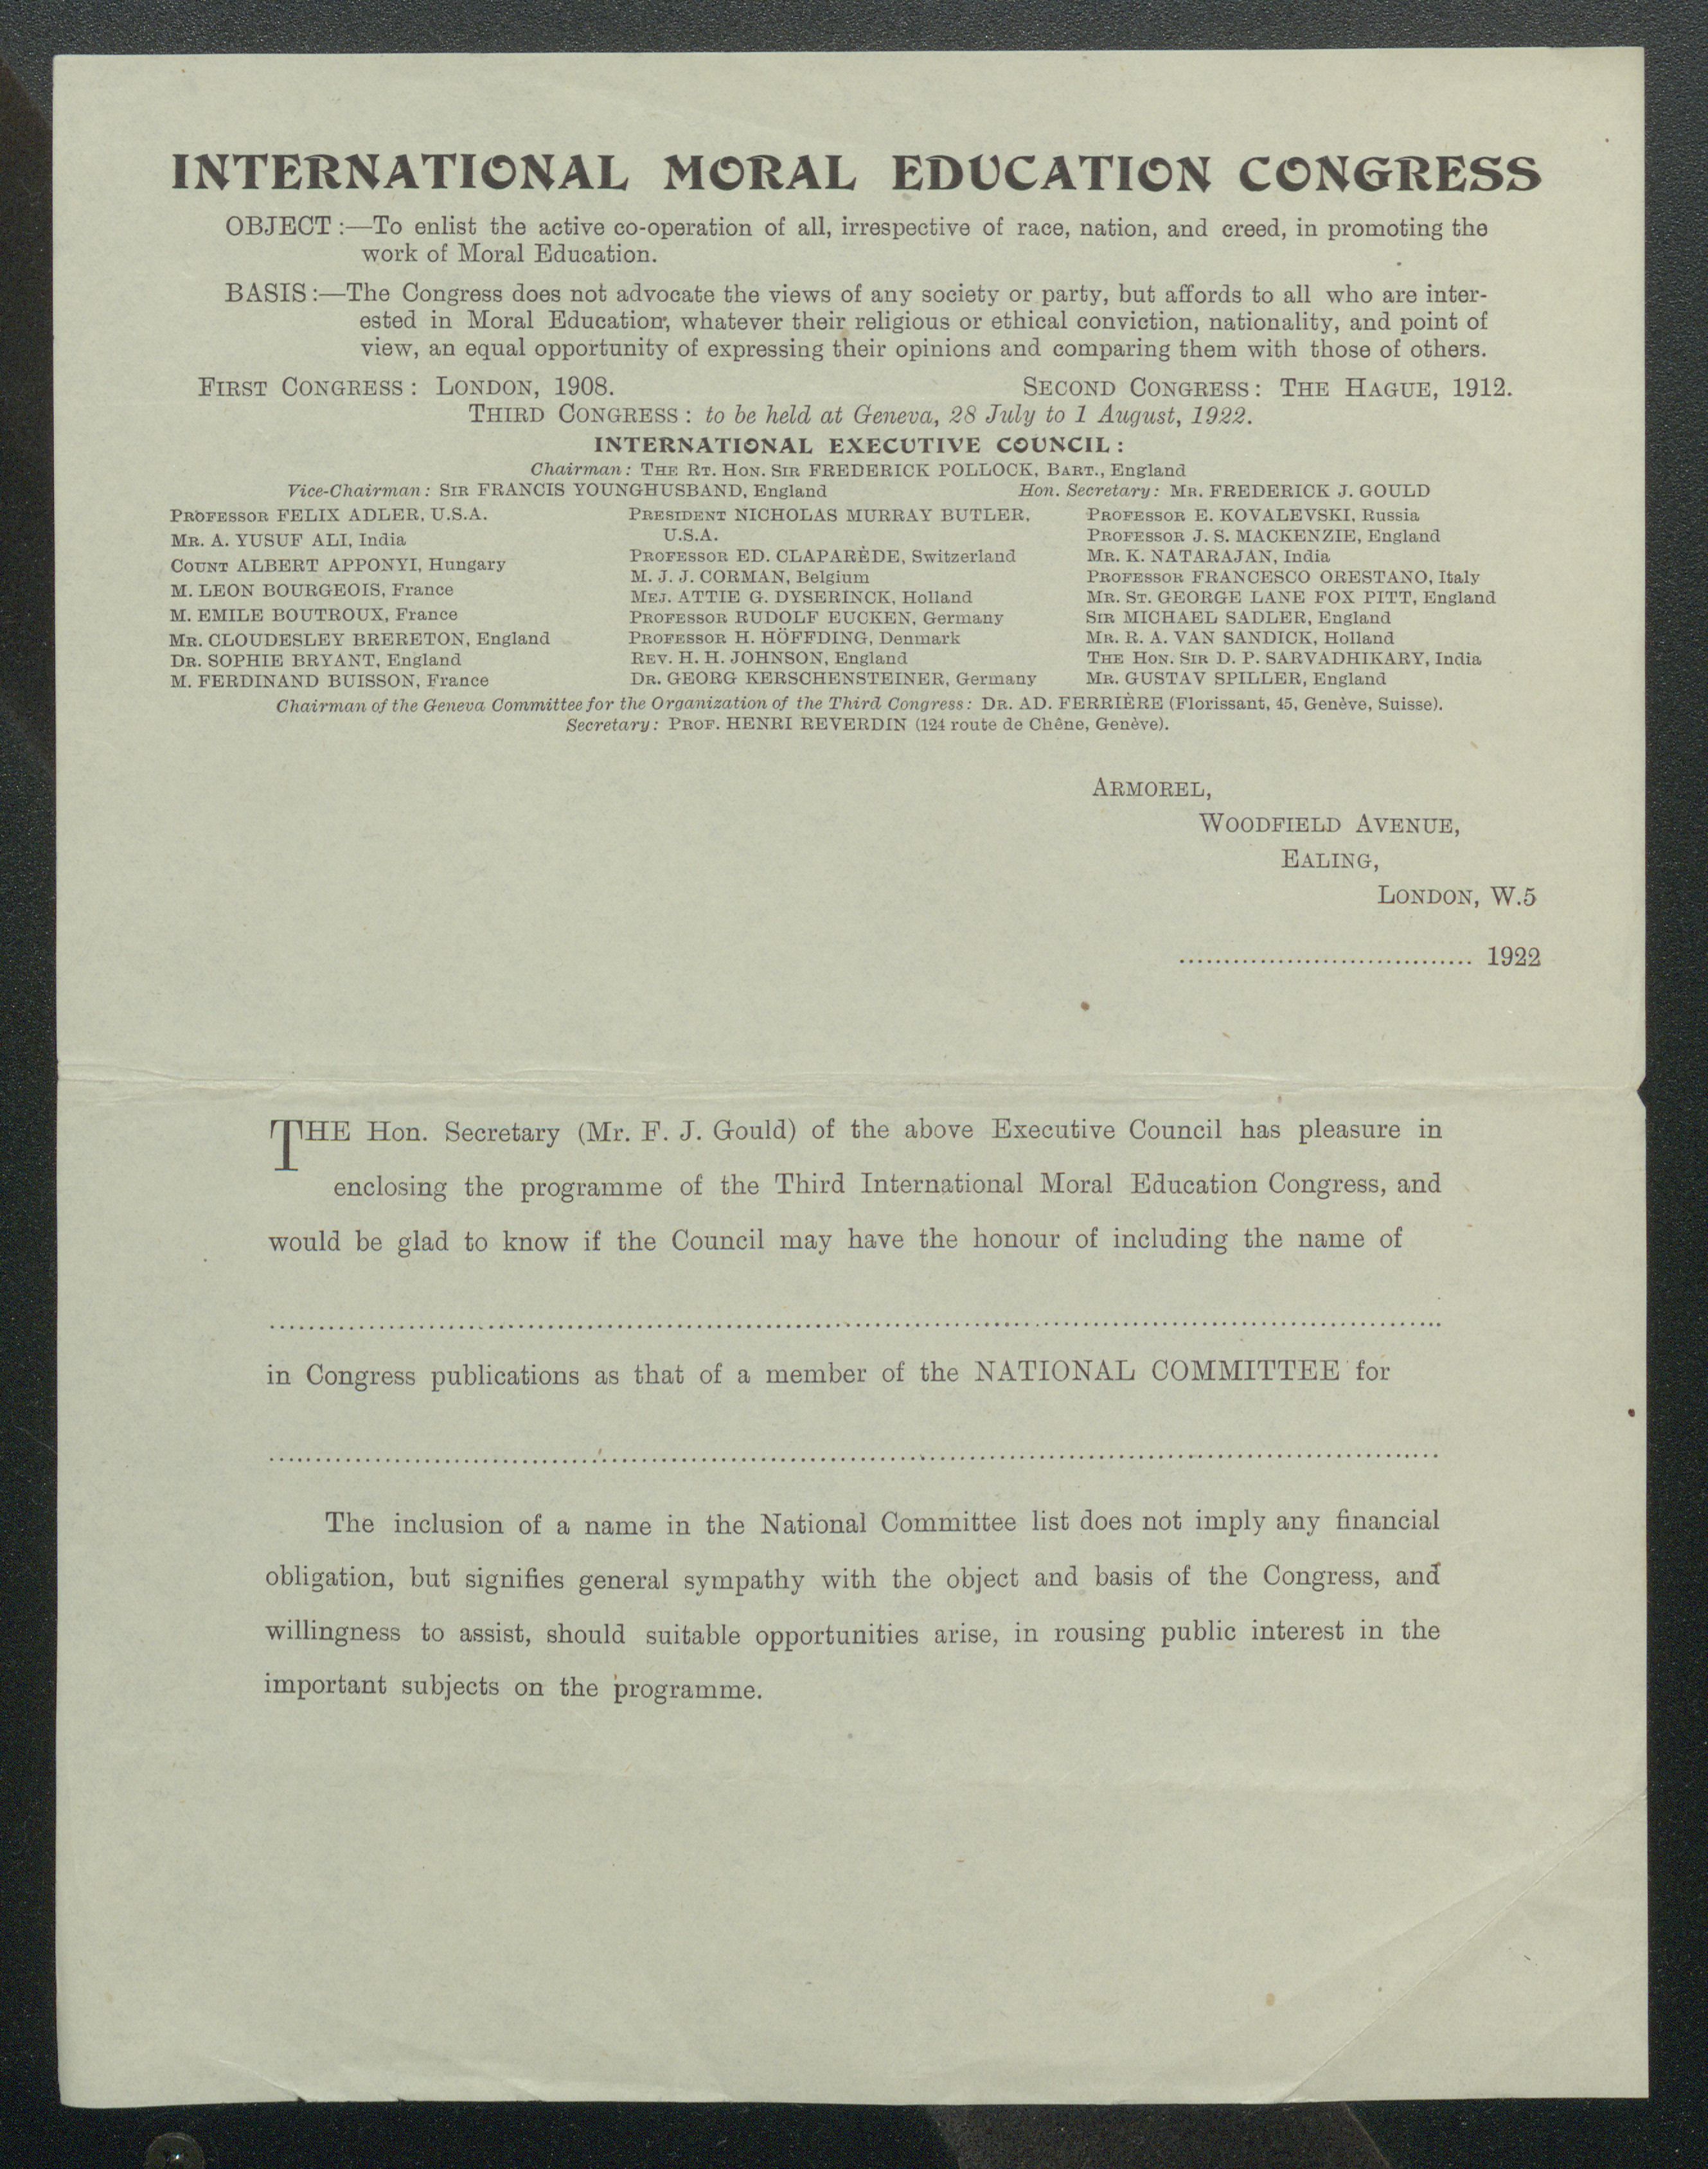 INTERNATIONAL MORAL EDUCATION CONGRESS
OBJECT :—To enlist the active co-operation of all, irrespective of race, nation, and creed, in promoting the
work of Moral Education.
BASIS :—The Congress does not advocate the views of any society or party, but affords to all who are inter-
ested in Moral Education, whatever their religious or ethical conviction, nationality, and point of
view, an equal opportunity of expressing their opinions and comparing them with those of others.
FIRST CONGRESS : LONDON, 1908. SECOND CONGRESS : THE HAGUE, 1912.
THIRD CONGRESS : to be held at Geneva, 28 July to 1 August, 1922.
INTERNATIONAL EXECUTIVE COUNCIL :
Chairman : THE RT. HON. SIR FREDERICK POLLOCK, BART., England
Vice-Chairman : SIR FRANCIS YOUNGHUSBAND, England Hon. Secretary : MR. FREDERICK J. GOULD
PROFESSOR FELIX ADLER, U.S.A.
MR. A. YUSUF ALI, India
COUNT ALBERT APPONYI, Hungary
M. LEON BOURGEOIS, France
M. EMILE BOUTROUX, France
MR. CLOUDESLEY BRERETON, England
DR. SOPHIE BRYANT, England
M. FERDINAND BUISSON, France
PRESIDENT NICHOLAS MURRAY BUTLER,
U.S.A.
PROFESSOR ED. CLAPARÈDE, Switzerland
M. J. J. CORMAN, Belgium
MEJ. ATTIE G. DYSERINCK, Holland
PROFESSOR RUDOLF EUCKEN, Germany
PROFESSOR H. HÖFFDING, Denmark
REV. H. H. JOHNSON, England
DR. GEORG KERSCHENSTEINER, Germany
PROFESSOR E. KOVALEVSKI, Russia
PROFESSOR J. S. MACKENZIE, England
MR. K. NATARAJAN, India
PROFESSOR FRANCESCO ORESTANO, Italy
MR. ST. GEORGE LANE FOX PITT, England
SIR MICHAEL SADLER, England
MR. R. A. VAN SANDICK, Holland
THE HON. SIR D. P. SARVADHIKARY, India
MR. GUSTAV SPILLER, England
Chairman of the Geneva Committee for the Organization of the Third Congress : DR. AD. FERRIÈRE (Florissant, 45, Genève, Suisse).
Secretary : PROF. HENRI REVERDIN (124 route de Chêne, Genève).
ARMOREL,
WOODFIELD AVENUE,
EALING,
LONDON, W.5
................................. 1922
THE Hon. Secretary (Mr. F. J. Gould) of the above Executive Council has pleasure in
enclosing the programme of the Third International Moral Education Congress, and
would be glad to know if the Council may have the honour of including the name of
in Congress publications as that of a member of the NATIONAL COMMITTEE for
The inclusion of a name in the National Committee list does not imply any financial
obligation, but signifies general sympathy with the object and basis of the Congress, and
willingness to assist, should suitable opportunities arise, in rousing public interest in the
important subjects on the programme.